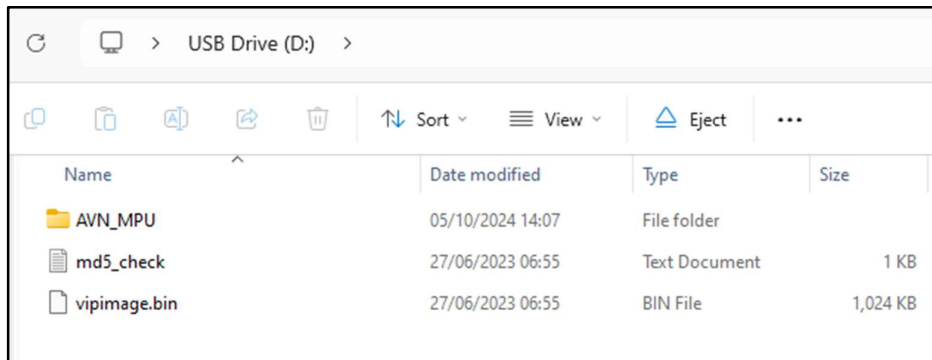 USB Drive (D:)
Sort View Eject
Name Date modified Type Size
AVN_MPU 05/10/2024 14:07 File folder
md5_check 27/06/2023 06:55 Text Document 1 KB
vipimage.bin 27/06/2023 06:55 BIN File 1,024 KB